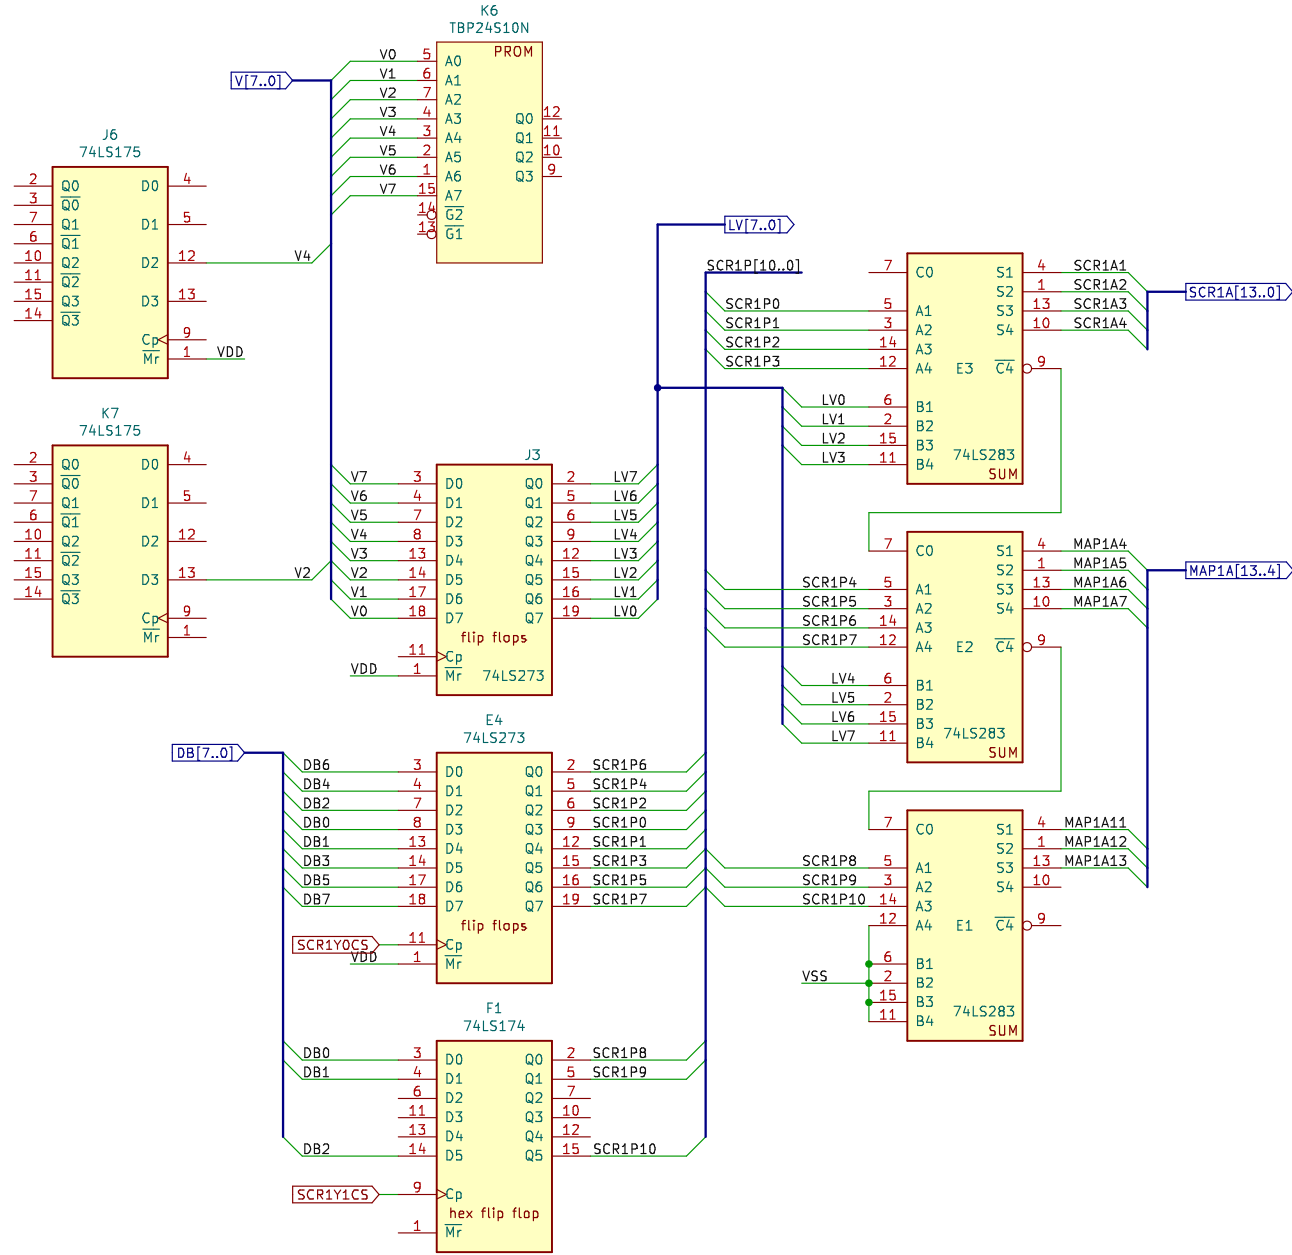 K6
TBP24S10N
PROM
V[7..0]
V0 5 A0
V1 6 A1
V2 7 A2
V3 4 A3 Q0 12
V4 3 A4 Q1 11
V5 2 A5 Q2 10
V6 1 A6 Q3 9
V7 15 A7
14 G2
13 G1
J6
74LS175
2 Q0 D0 4
3 Q0
7 Q1 D1 5
6 Q1
10 Q2 D2 12 V4
11 Q2
15 Q3 D3 13
14 Q3
Cp 9
Mr 1 VDD
K7
74LS175
2 Q0 D0 4
3 Q0
7 Q1 D1 5
6 Q1
10 Q2 D2 12
11 Q2
15 Q3 D3 13 V2
14 Q3
Cp 9
Mr 1
J3
V7 3 D0 Q0 2 LV7
V6 4 D1 Q1 5 LV6
V5 7 D2 Q2 6 LV5
V4 8 D3 Q3 9 LV4
V3 13 D4 Q4 12 LV3
V2 14 D5 Q5 15 LV2
V1 17 D6 Q6 16 LV1
V0 18 D7 Q7 19 LV0
flip flops
11 Cp
VDD 1 Mr 74LS273
E4
74LS273
DB[7..0]
DB6 3 D0 Q0 2 SCR1P6
DB4 4 D1 Q1 5 SCR1P4
DB2 7 D2 Q2 6 SCR1P2
DB0 8 D3 Q3 9 SCR1P0
DB1 13 D4 Q4 12 SCR1P1
DB3 14 D5 Q5 15 SCR1P3
DB5 17 D6 Q6 16 SCR1P5
DB7 18 D7 Q7 19 SCR1P7
flip flops
SCR1Y0CS 11 Cp
VDD 1 Mr
F1
74LS174
DB0 3 D0 Q0 2 SCR1P8
DB1 4 D1 Q1 5 SCR1P9
6 D2 Q2 7
11 D3 Q3 10
13 D4 Q4 12
DB2 14 D5 Q5 15 SCR1P10
SCR1Y1CS 9 Cp
hex flip flop
1 Mr
LV[7..0]
SCR1P[10..0]
7 C0 S1 4 SCR1A1
S2 1 SCR1A2
SCR1A[13..0]
SCR1P0 5 A1 S3 13 SCR1A3
SCR1P1 3 A2 S4 10 SCR1A4
SCR1P2 14 A3
SCR1P3 12 A4 E3 C4 9
LV0 6 B1
LV1 2 B2
LV2 15 B3
LV3 11 B4
74LS283
SUM
7 C0 S1 4 MAP1A4
S2 1 MAP1A5
MAP1A[13..4]
SCR1P4 5 A1 S3 13 MAP1A6
SCR1P5 3 A2 S4 10 MAP1A7
SCR1P6 14 A3
SCR1P7 12 A4 E2 C4 9
LV4 6 B1
LV5 2 B2
LV6 15 B3
LV7 11 B4
74LS283
SUM
7 C0 S1 4 MAP1A11
S2 1 MAP1A12
SCR1P8 5 A1 S3 13 MAP1A13
SCR1P9 3 A2 S4 10
SCR1P10 14 A3
12 A4 E1 C4 9
6 B1
VSS 2 B2
15 B3
11 B4
74LS283
SUM